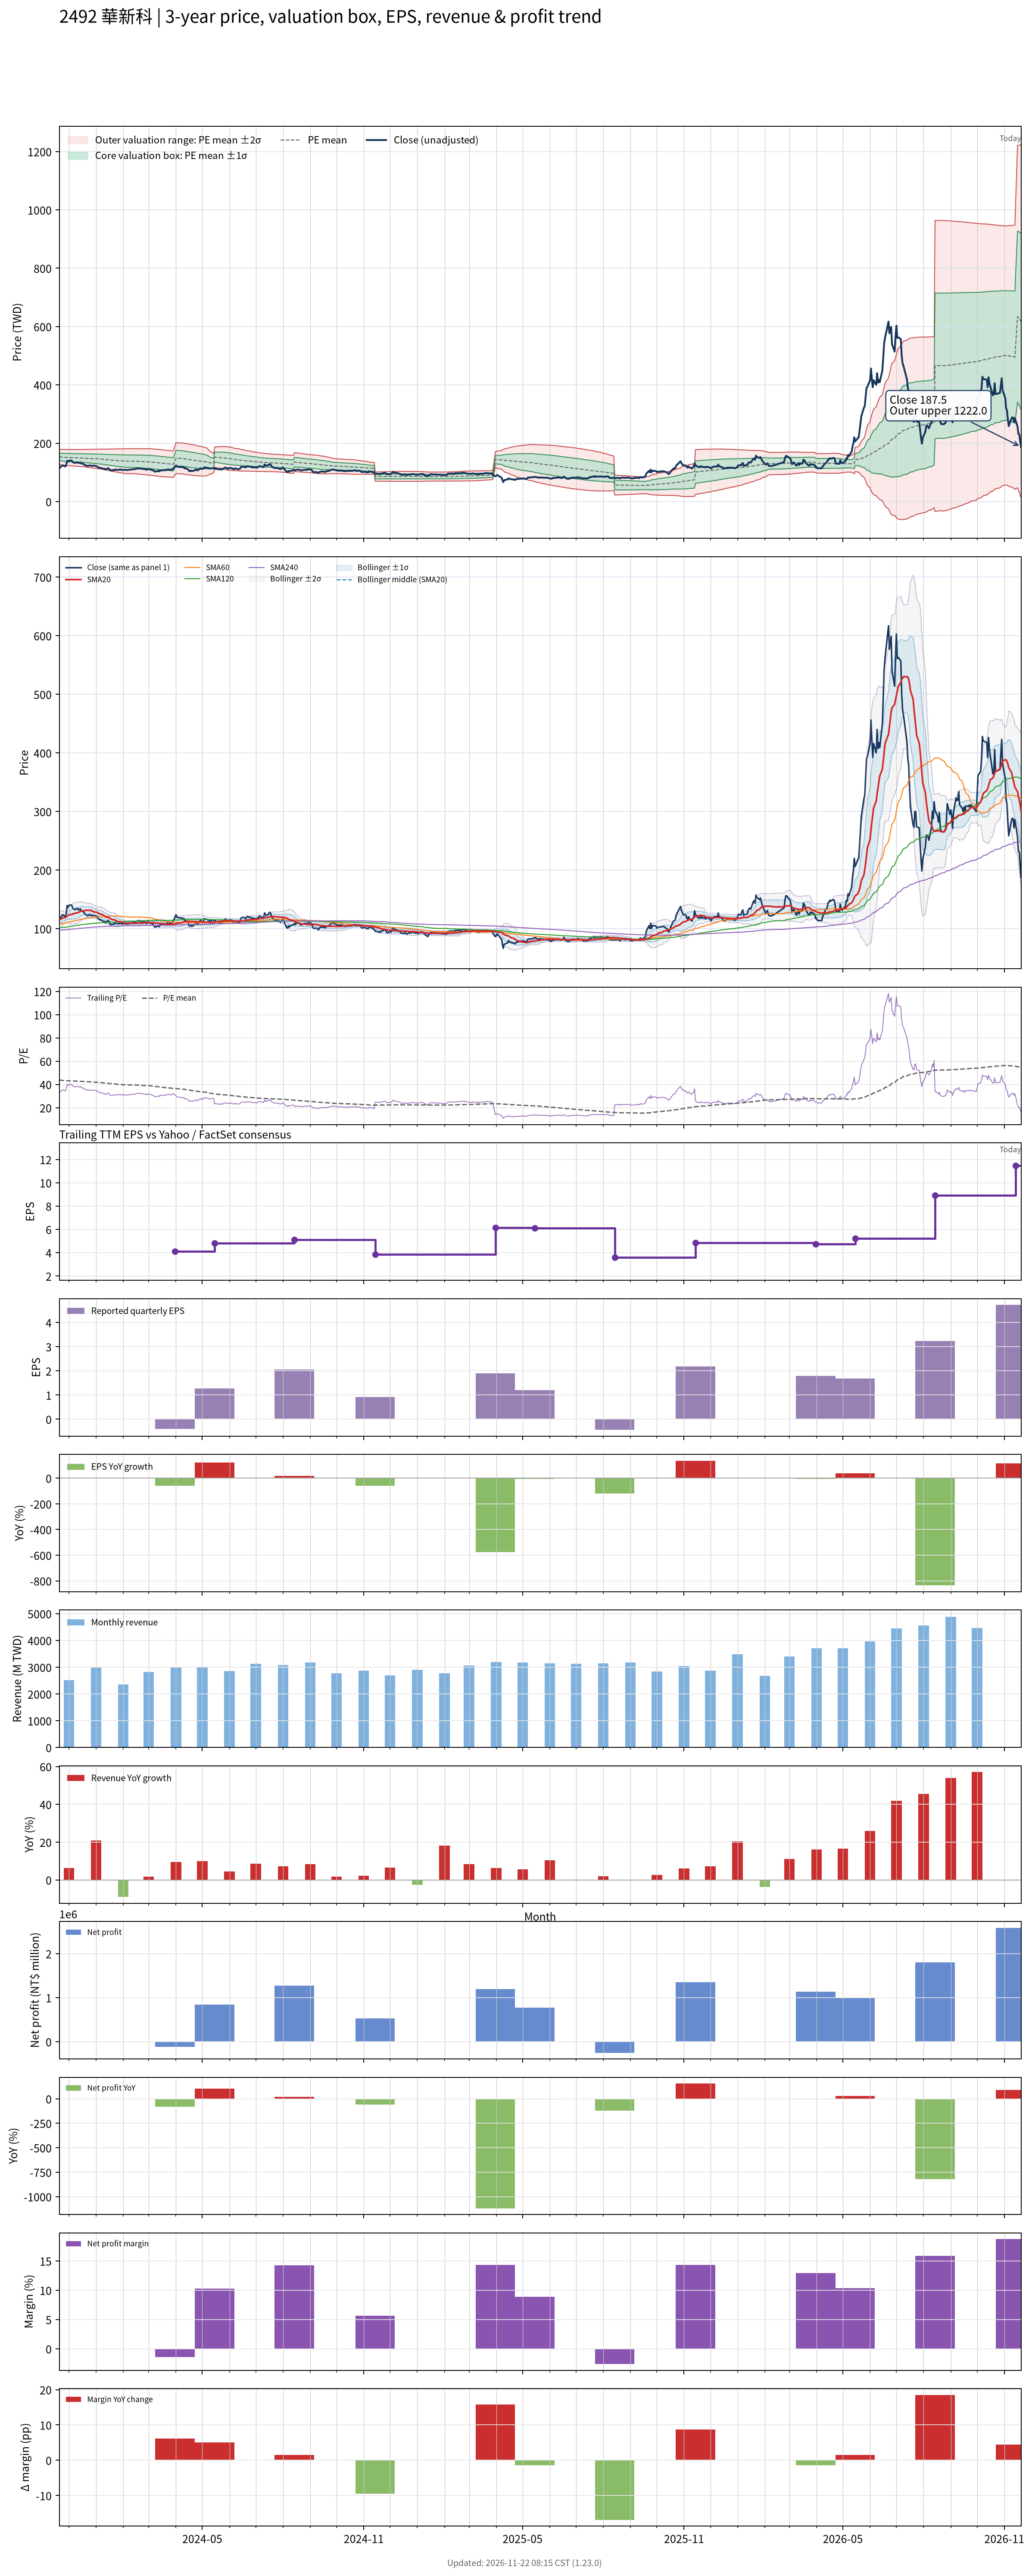 2492 華新科 | 3-year price, valuation box, EPS, revenue & profit trend
Outer valuation range: PE mean ±2σ
PE mean
Close (unadjusted)
Core valuation box: PE mean ±1σ
Today
1200
1000
800
600
400
200
0
Price (TWD)
Close 187.5
Outer upper 1222.0
Close (same as panel 1)
SMA60
SMA240
Bollinger ±1σ
SMA20
SMA120
Bollinger ±2σ
Bollinger middle (SMA20)
700
600
500
400
300
200
100
Price
Trailing P/E
P/E mean
120
100
80
60
40
20
P/E
Trailing TTM EPS vs Yahoo / FactSet consensus
Today
12
10
8
6
4
2
EPS
Reported quarterly EPS
4
3
2
1
0
EPS
EPS YoY growth
0
-200
-400
-600
-800
YoY (%)
Monthly revenue
5000
4000
3000
2000
1000
0
Revenue (M TWD)
Revenue YoY growth
60
40
20
0
YoY (%)
Month
1e6
Net profit
2
1
0
Net profit (NT$ million)
Net profit YoY
0
-250
-500
-750
-1000
YoY (%)
Net profit margin
15
10
5
0
Margin (%)
Margin YoY change
20
10
0
-10
Δ margin (pp)
2024-05
2024-11
2025-05
2025-11
2026-05
2026-11
Updated: 2026-11-22 08:15 CST (1.23.0)